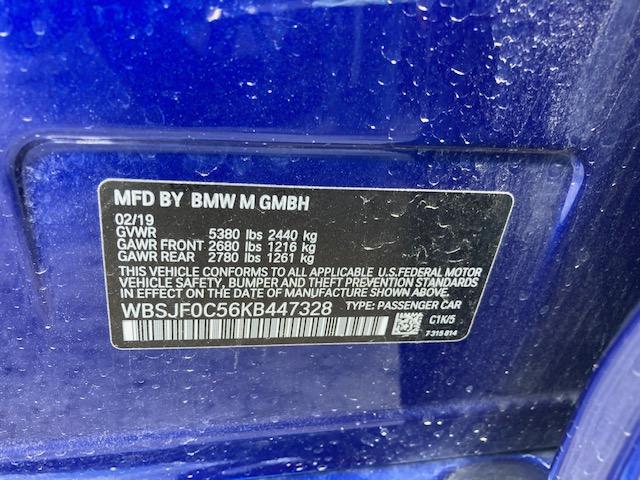 MFD BY BMW M GMBH
02/19
GVWR 5380 lbs 2440 kg
GAWR FRONT 2680 lbs 1216 kg
GAWR REAR 2780 lbs 1261 kg
THIS VEHICLE CONFORMS TO ALL APPLICABLE U.S.FEDERAL MOTOR
VEHICLE SAFETY, BUMPER AND THEFT PREVENTION STANDARDS
IN EFFECT ON THE DATE OF MANUFACTURE SHOWN ABOVE.
WBSJF0C56KB447328 TYPE: PASSENGER CAR
C1K/5
7 315 814